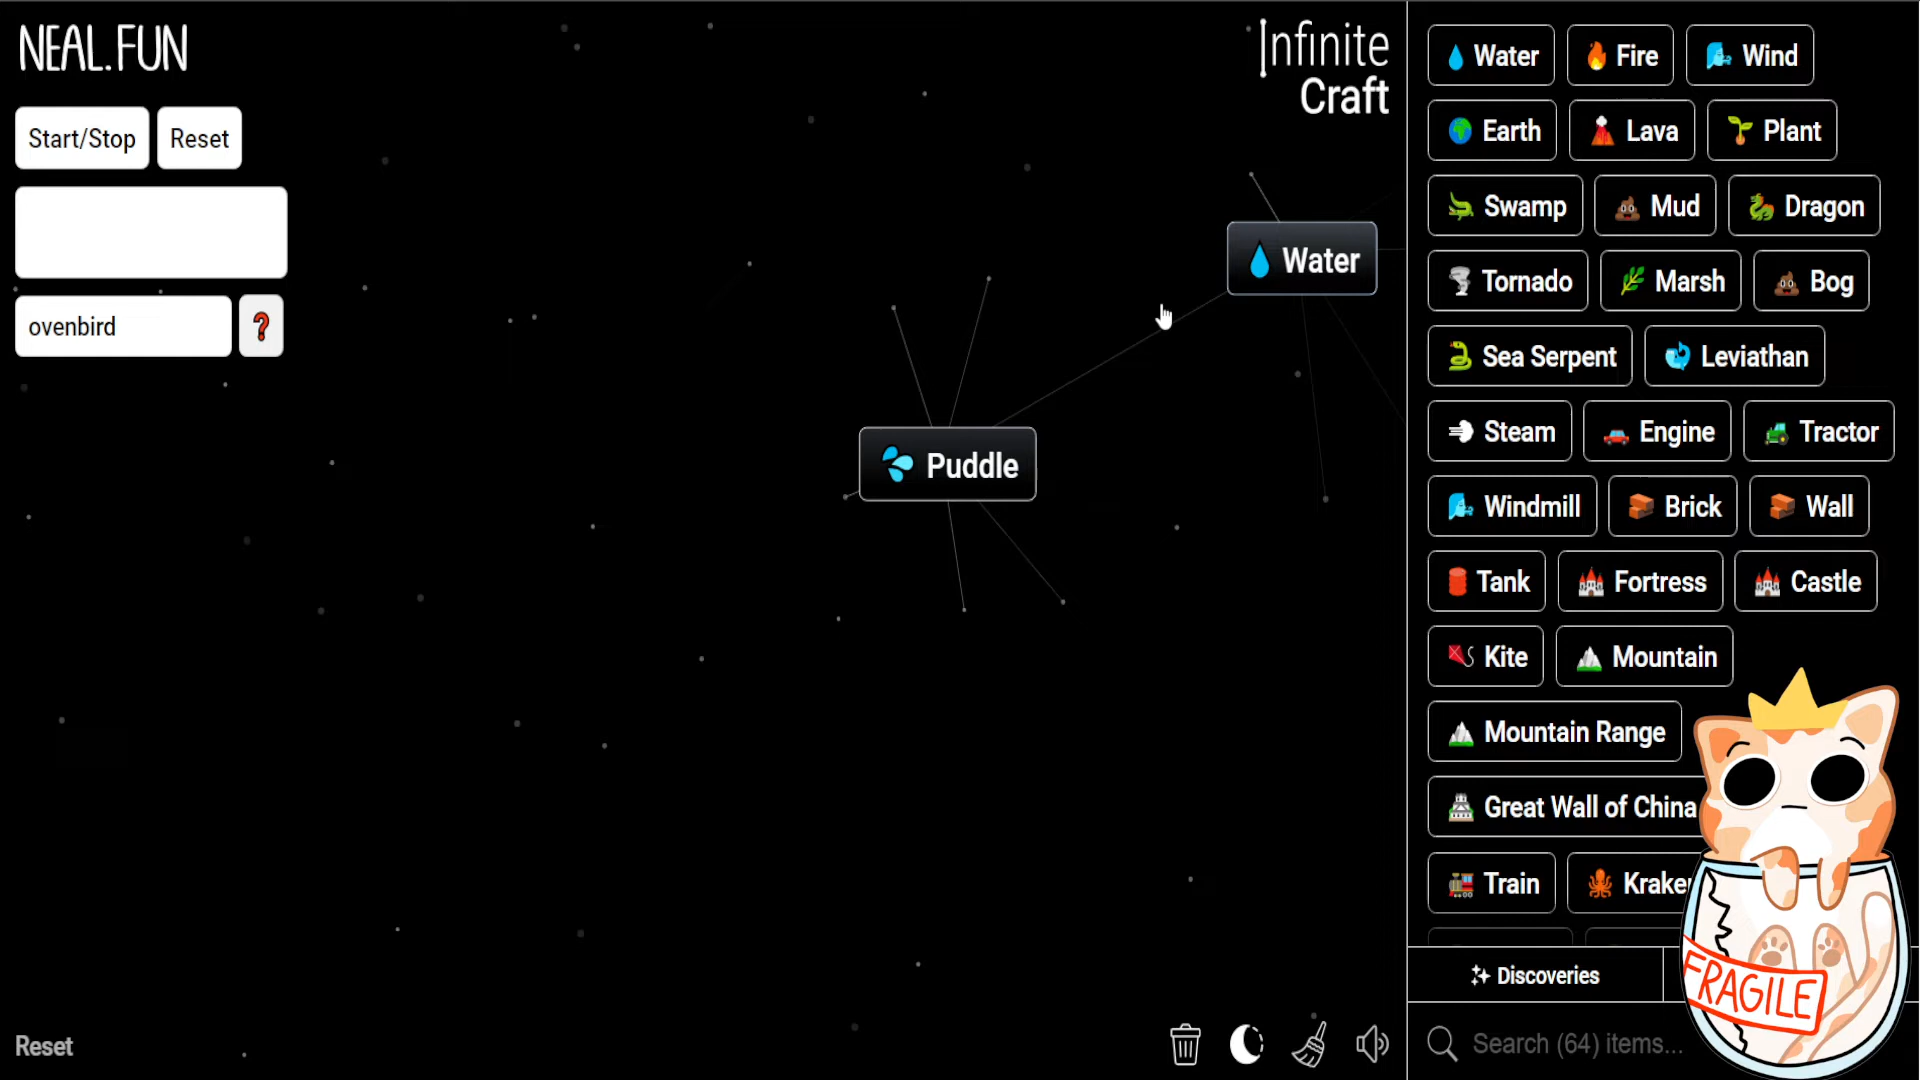 NEAL.FUN
Infinite
Craft
Start/Stop
Reset
ovenbird
?
Water
Puddle
Water
Fire
Wind
Earth
Lava
Plant
Swamp
Mud
Dragon
Tornado
Marsh
Bog
Sea Serpent
Leviathan
Steam
Engine
Tractor
Windmill
Brick
Wall
Tank
Fortress
Castle
Kite
Mountain
Mountain Range
Great Wall of China
Train
Krake
Discoveries
Search (64) items...
FRAGILE
Reset